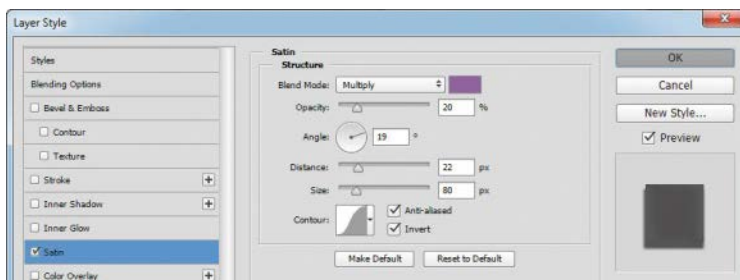 Layer Style
Styles
Blending Options
Bevel & Emboss
Contour
Texture
Stroke
Inner Shadow
Inner Glow
Satin
Color Overlay
Satin
Structure
Blend Mode: Multiply
Opacity: 20 %
Angle: 19 °
Distance: 22 px
Size: 80 px
Contour: Anti-aliased
Invert
Make Default Reset to Default
OK
Cancel
New Style...
Preview